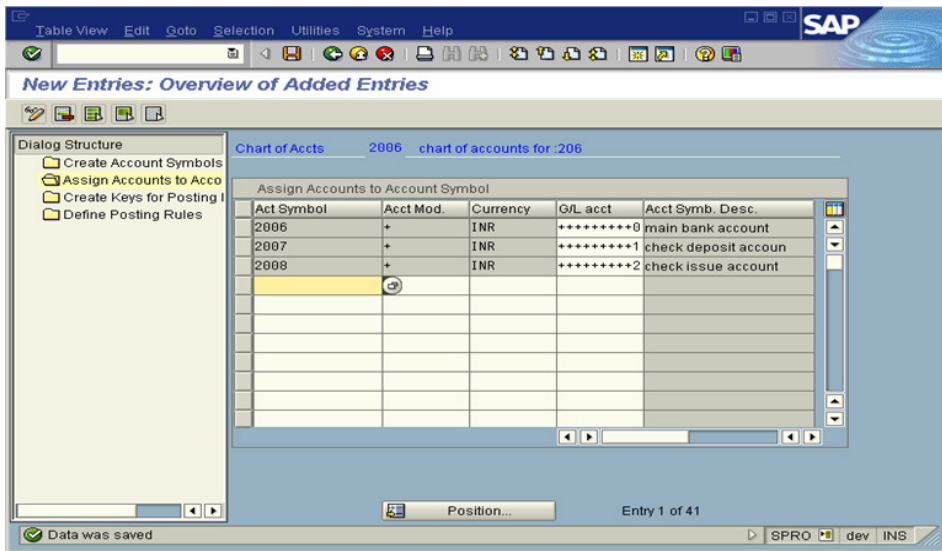 Table View Edit Goto Selection Utilities System Help
SAP
New Entries: Overview of Added Entries
Dialog Structure
Create Account Symbols
Assign Accounts to Acco
Create Keys for Posting I
Define Posting Rules
Chart of Accts 2006 chart of accounts for :206
Assign Accounts to Account Symbol
Act Symbol Acct Mod. Currency G/L acct Acct Symb. Desc.
2006 + INR +++++++++0 main bank account
2007 + INR +++++++++1 check deposit accoun
2008 + INR +++++++++2 check issue account
Position... Entry 1 of 41
Data was saved SPRO dev INS